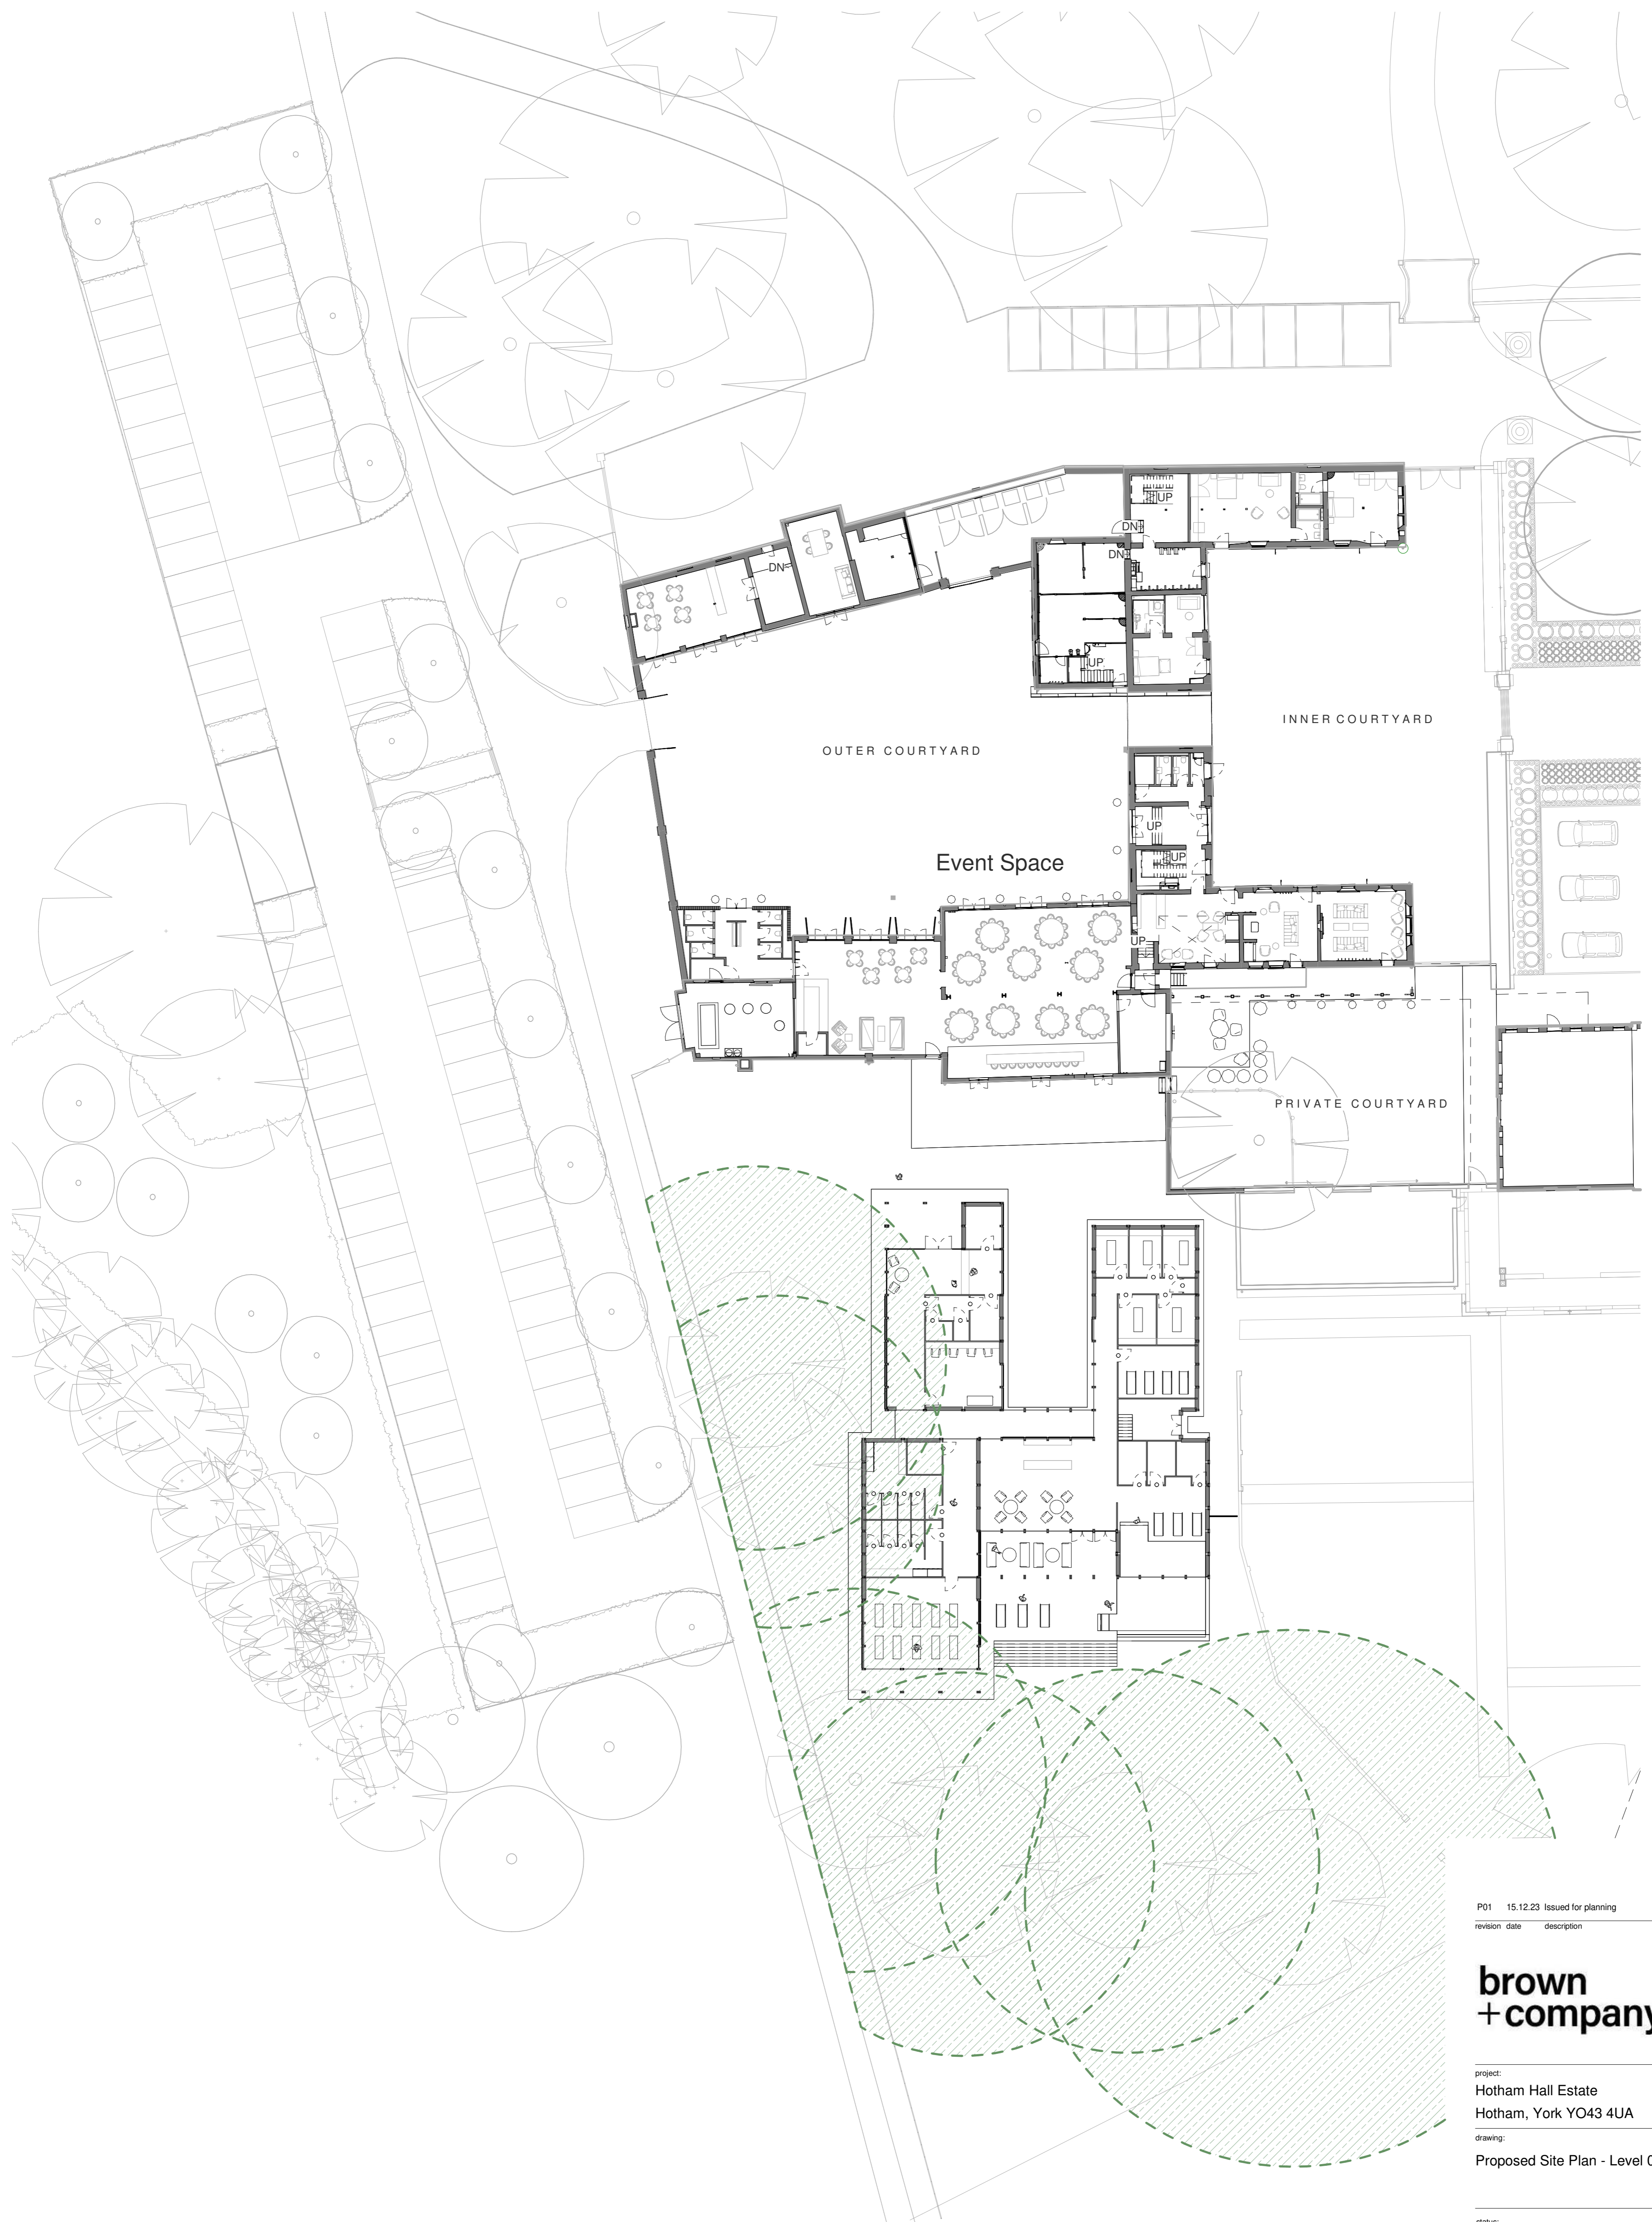 UP
DN
DN
DN
UP
INNER COURTYARD
OUTER COURTYARD
UP
Event Space
UP
UP
PRIVATE COURTYARD
P01 15.12.23 Issued for planning
revision date description
brown
+company
project:
Hotham Hall Estate
Hotham, York YO43 4UA
drawing:
Proposed Site Plan - Level 0
status: